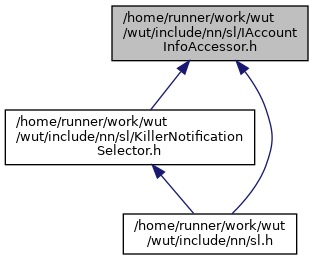 /home/runner/work/wut
/wut/include/nn/sl/IAccount
InfoAccessor.h
/home/runner/work/wut
/wut/include/nn/sl/KillerNotification
Selector.h
/home/runner/work/wut
/wut/include/nn/sl.h